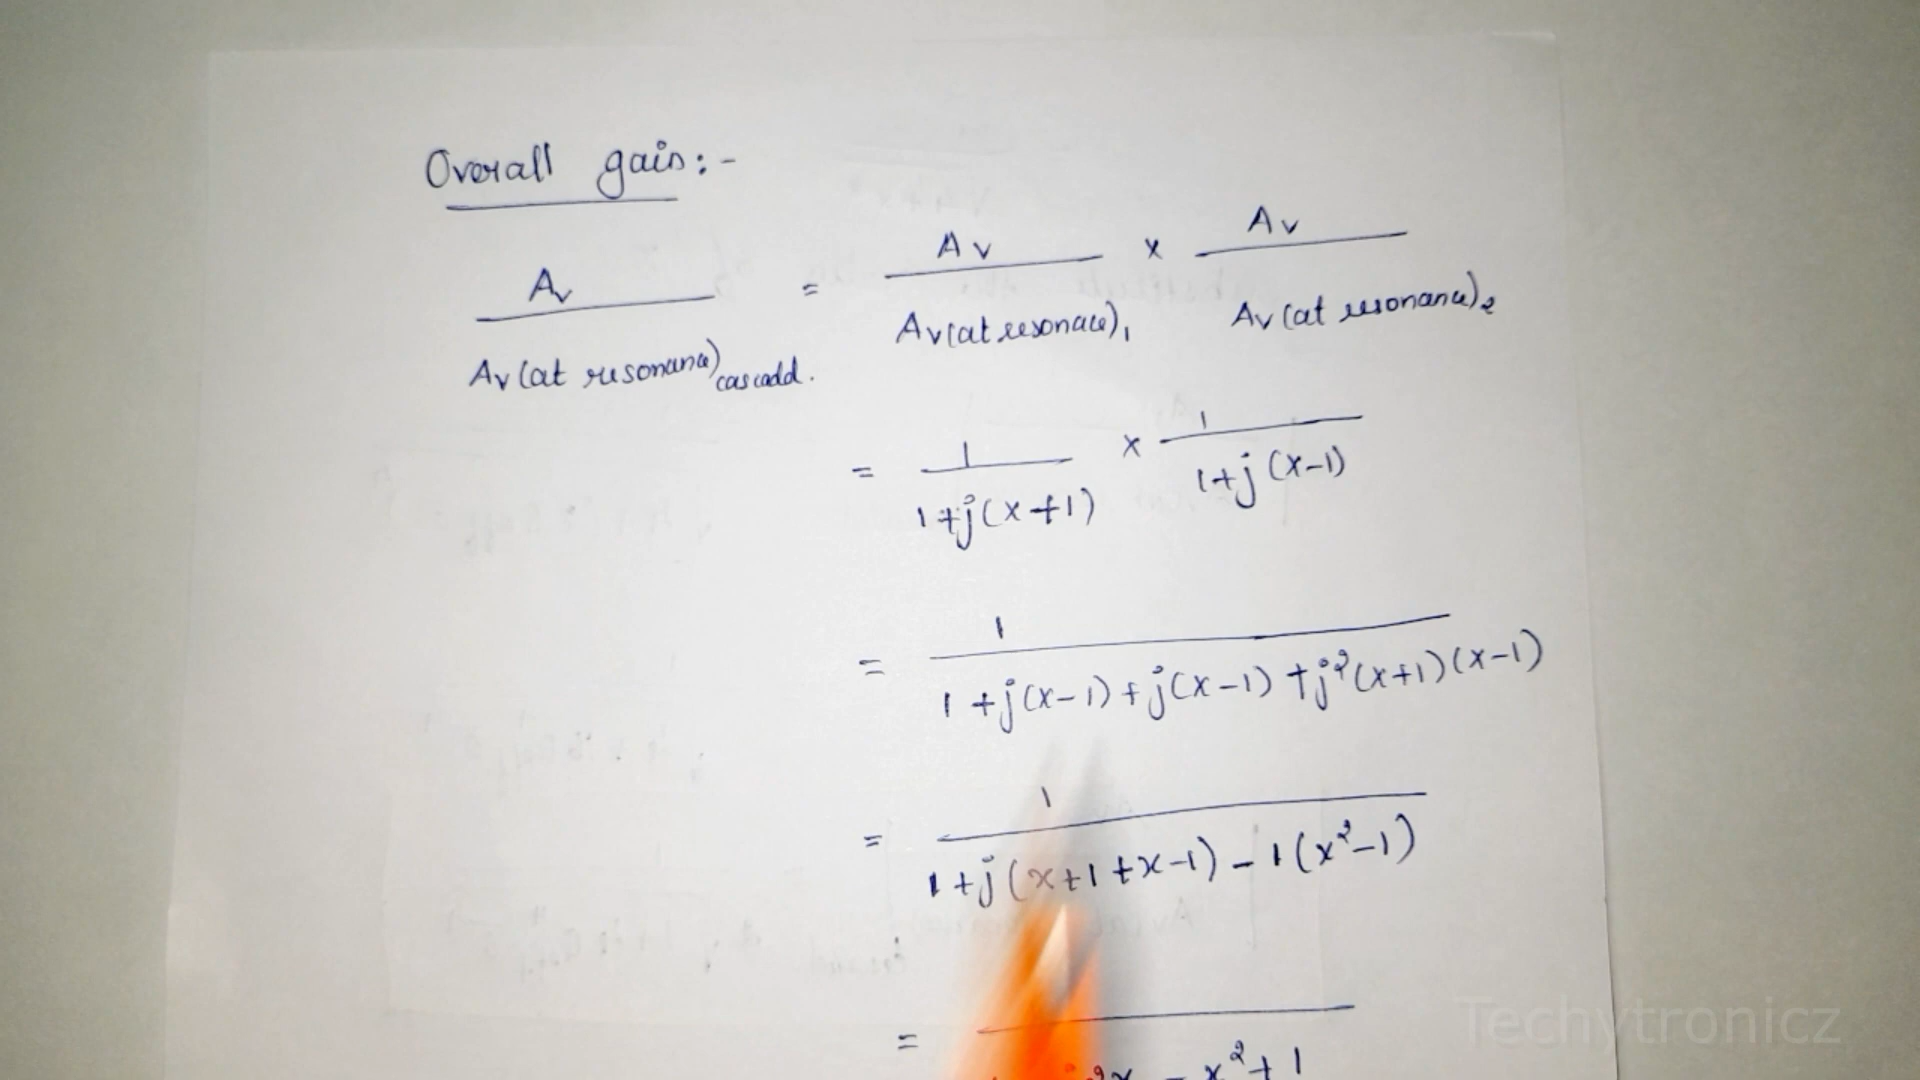 Overall gain:-
Av / Av(at resonance)cascadd. = Av / Av(at resonace)1 x Av / Av(at resonance)2
= 1 / 1+j(x+1) x 1 / 1+j(x-1)
= 1 / 1+j(x-1)+j(x-1)+j²(x+1)(x-1)
= 1 / 1+j(x+1+x-1)-1(x²-1)
= 2x - x²+1
Techytronicz